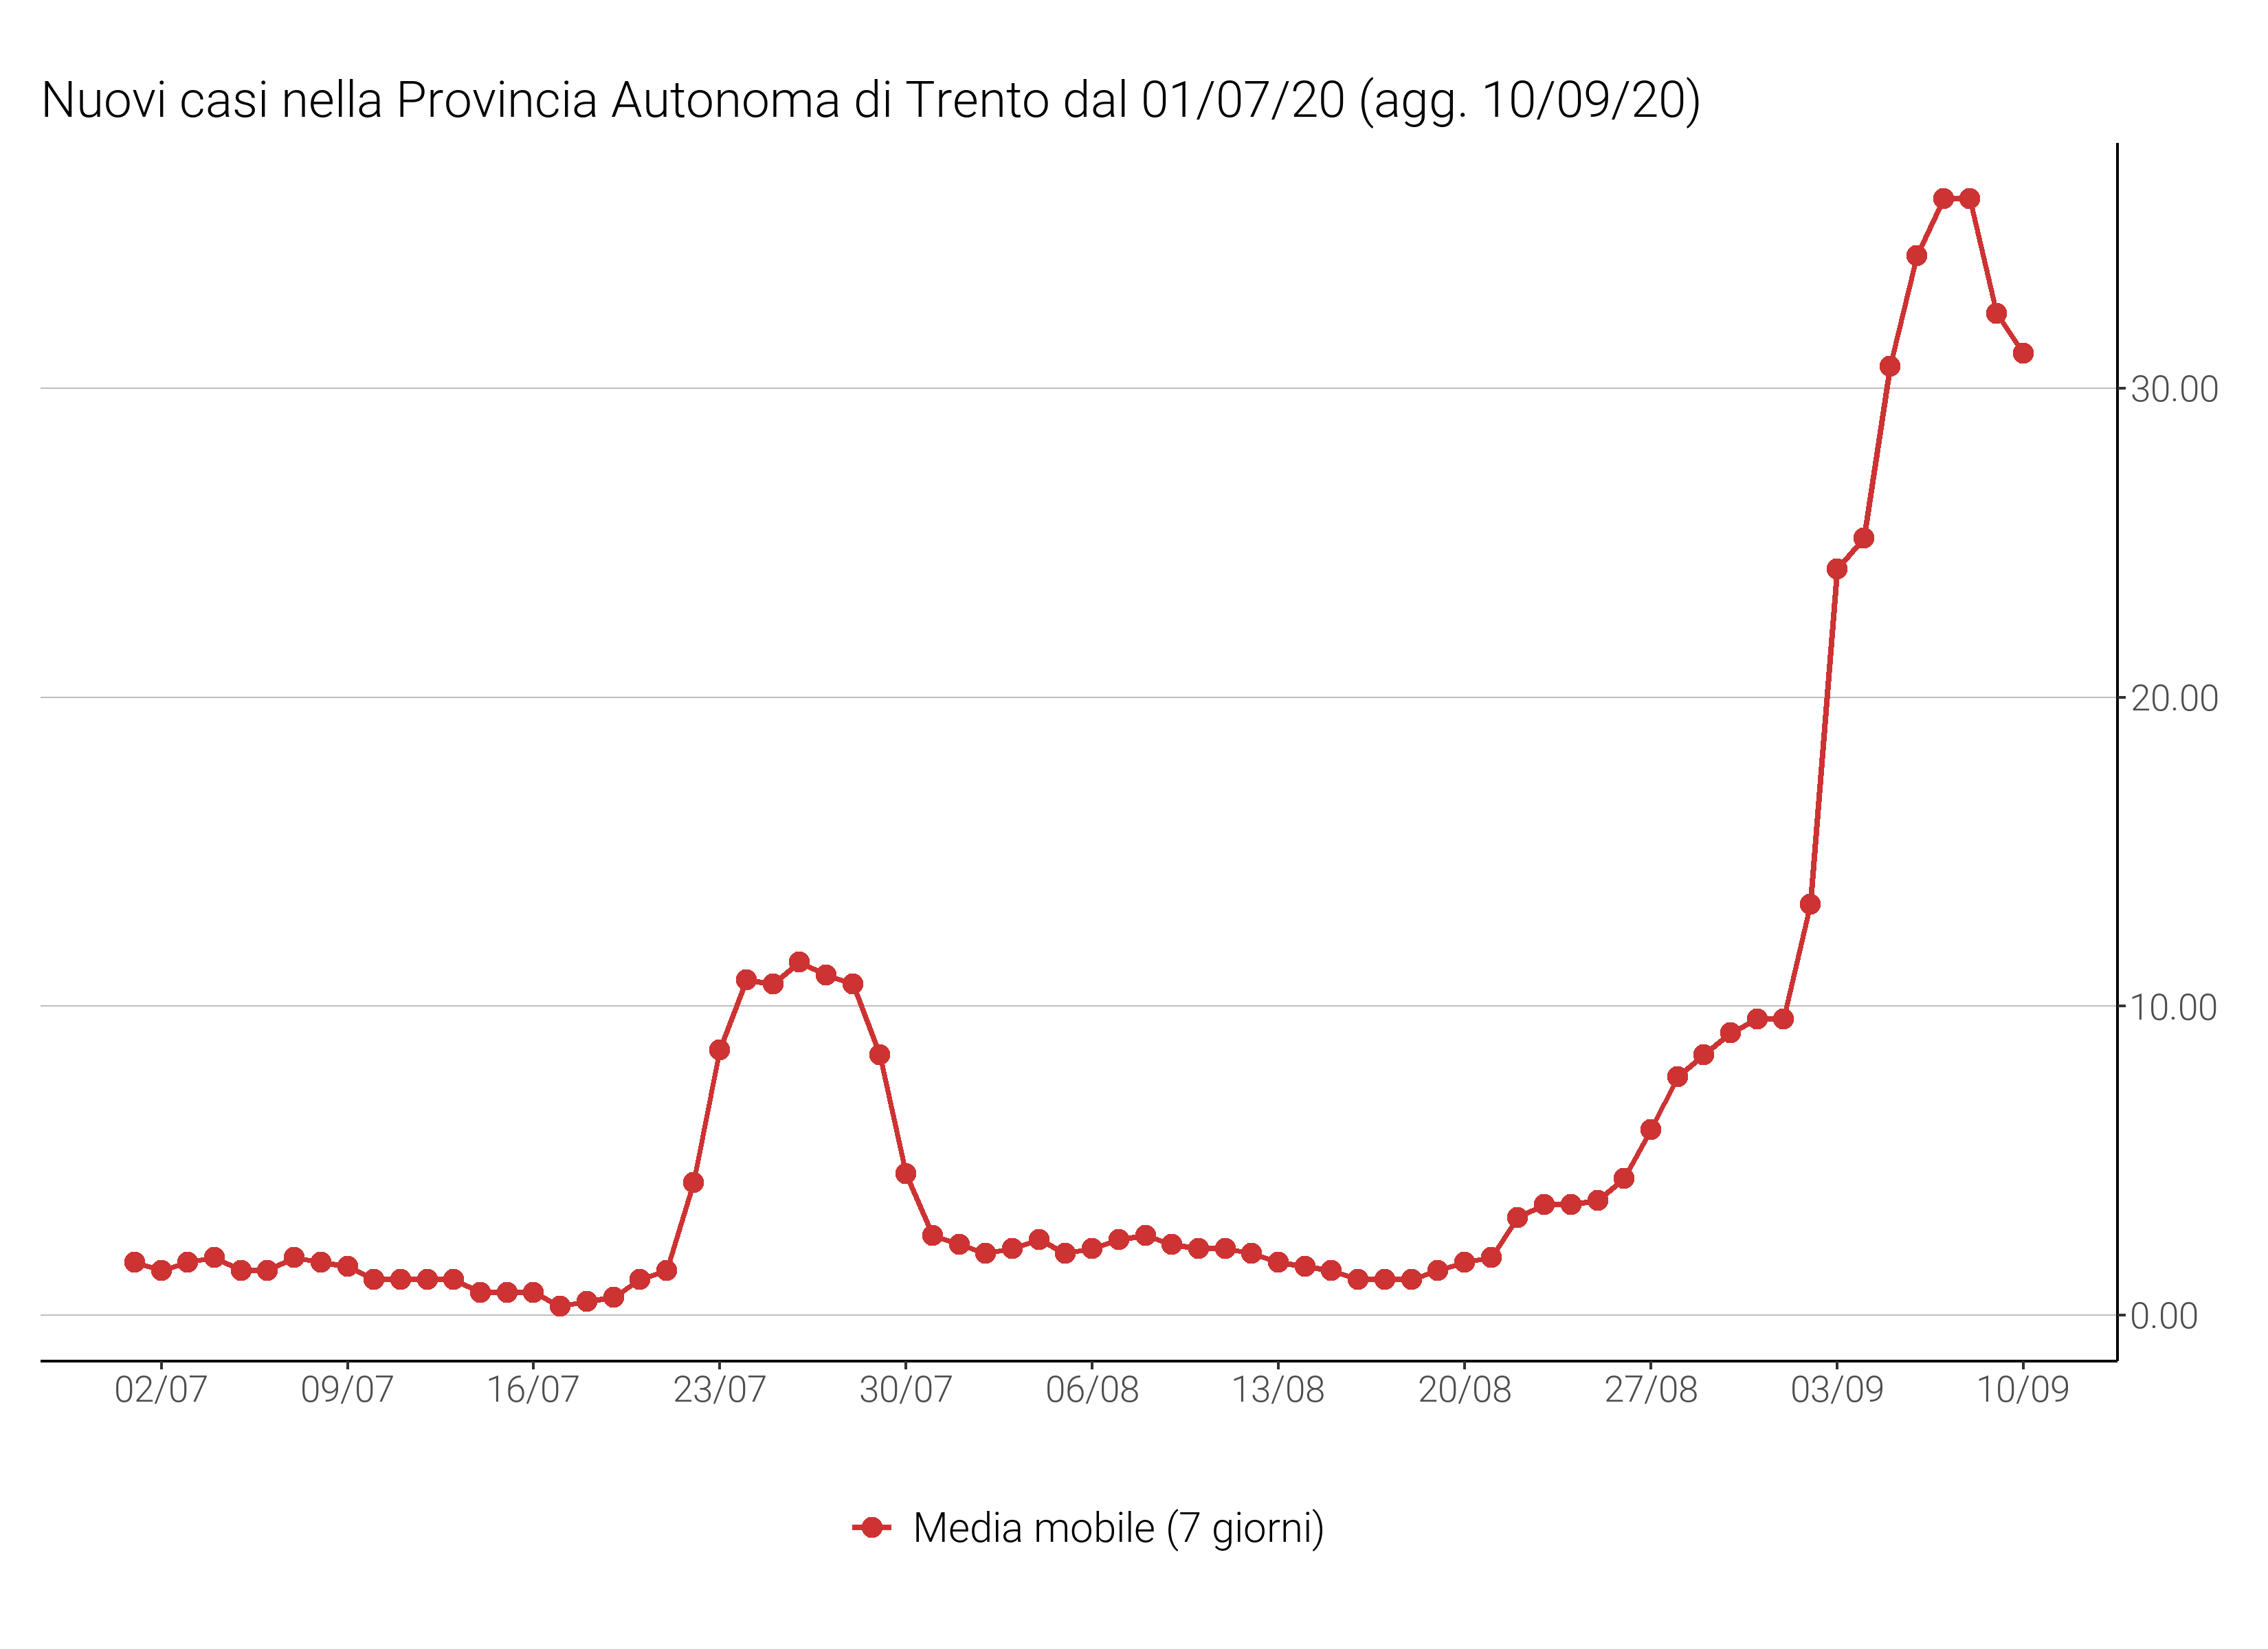 Nuovi casi nella Provincia Autonoma di Trento dal 01/07/20 (agg. 10/09/20)
30.00
20.00
10.00
0.00
02/07 09/07 16/07 23/07 30/07 06/08 13/08 20/08 27/08 03/09 10/09
Media mobile (7 giorni)